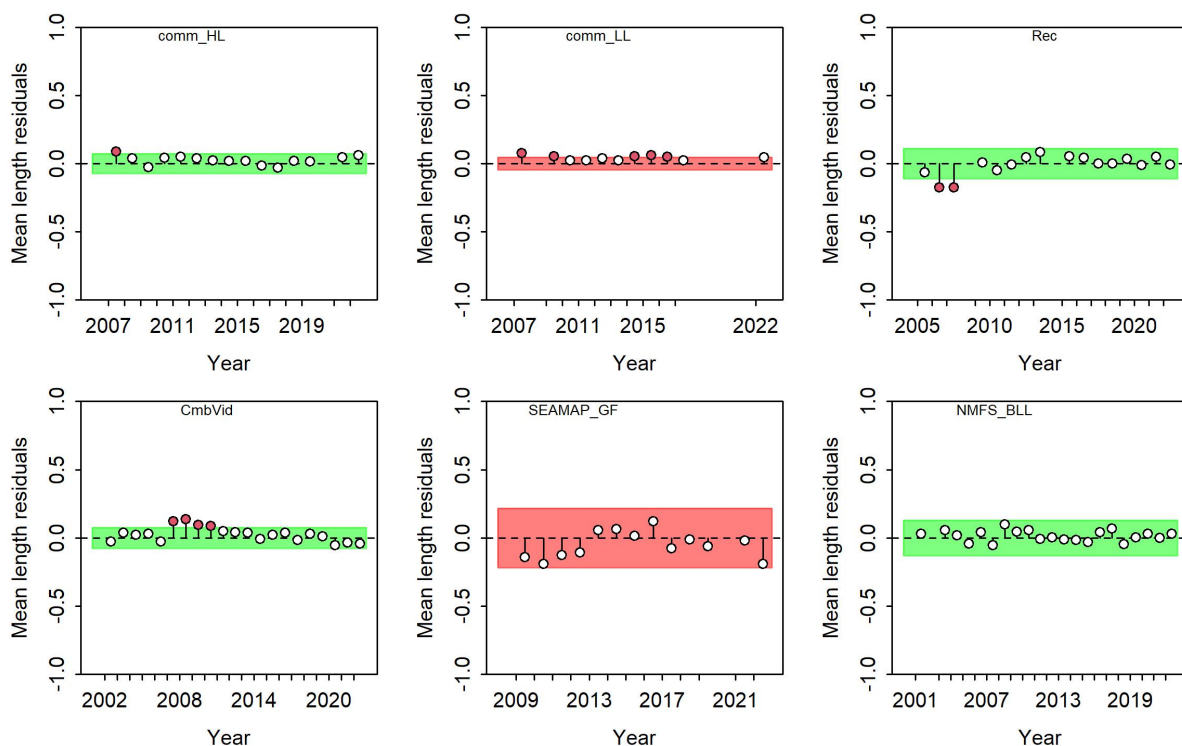 comm_HL
1.0
0.5
0.0
-0.5
-1.0
Mean length residuals
2007 2011 2015 2019
Year
comm_LL
1.0
0.5
0.0
-0.5
-1.0
Mean length residuals
2007 2011 2015 2022
Year
Rec
1.0
0.5
0.0
-0.5
-1.0
Mean length residuals
2005 2010 2015 2020
Year
CmbVid
1.0
0.5
0.0
-0.5
-1.0
Mean length residuals
2002 2008 2014 2020
Year
SEAMAP_GF
1.0
0.5
0.0
-0.5
-1.0
Mean length residuals
2009 2013 2017 2021
Year
NMFS_BLL
1.0
0.5
0.0
-0.5
-1.0
Mean length residuals
2001 2007 2013 2019
Year